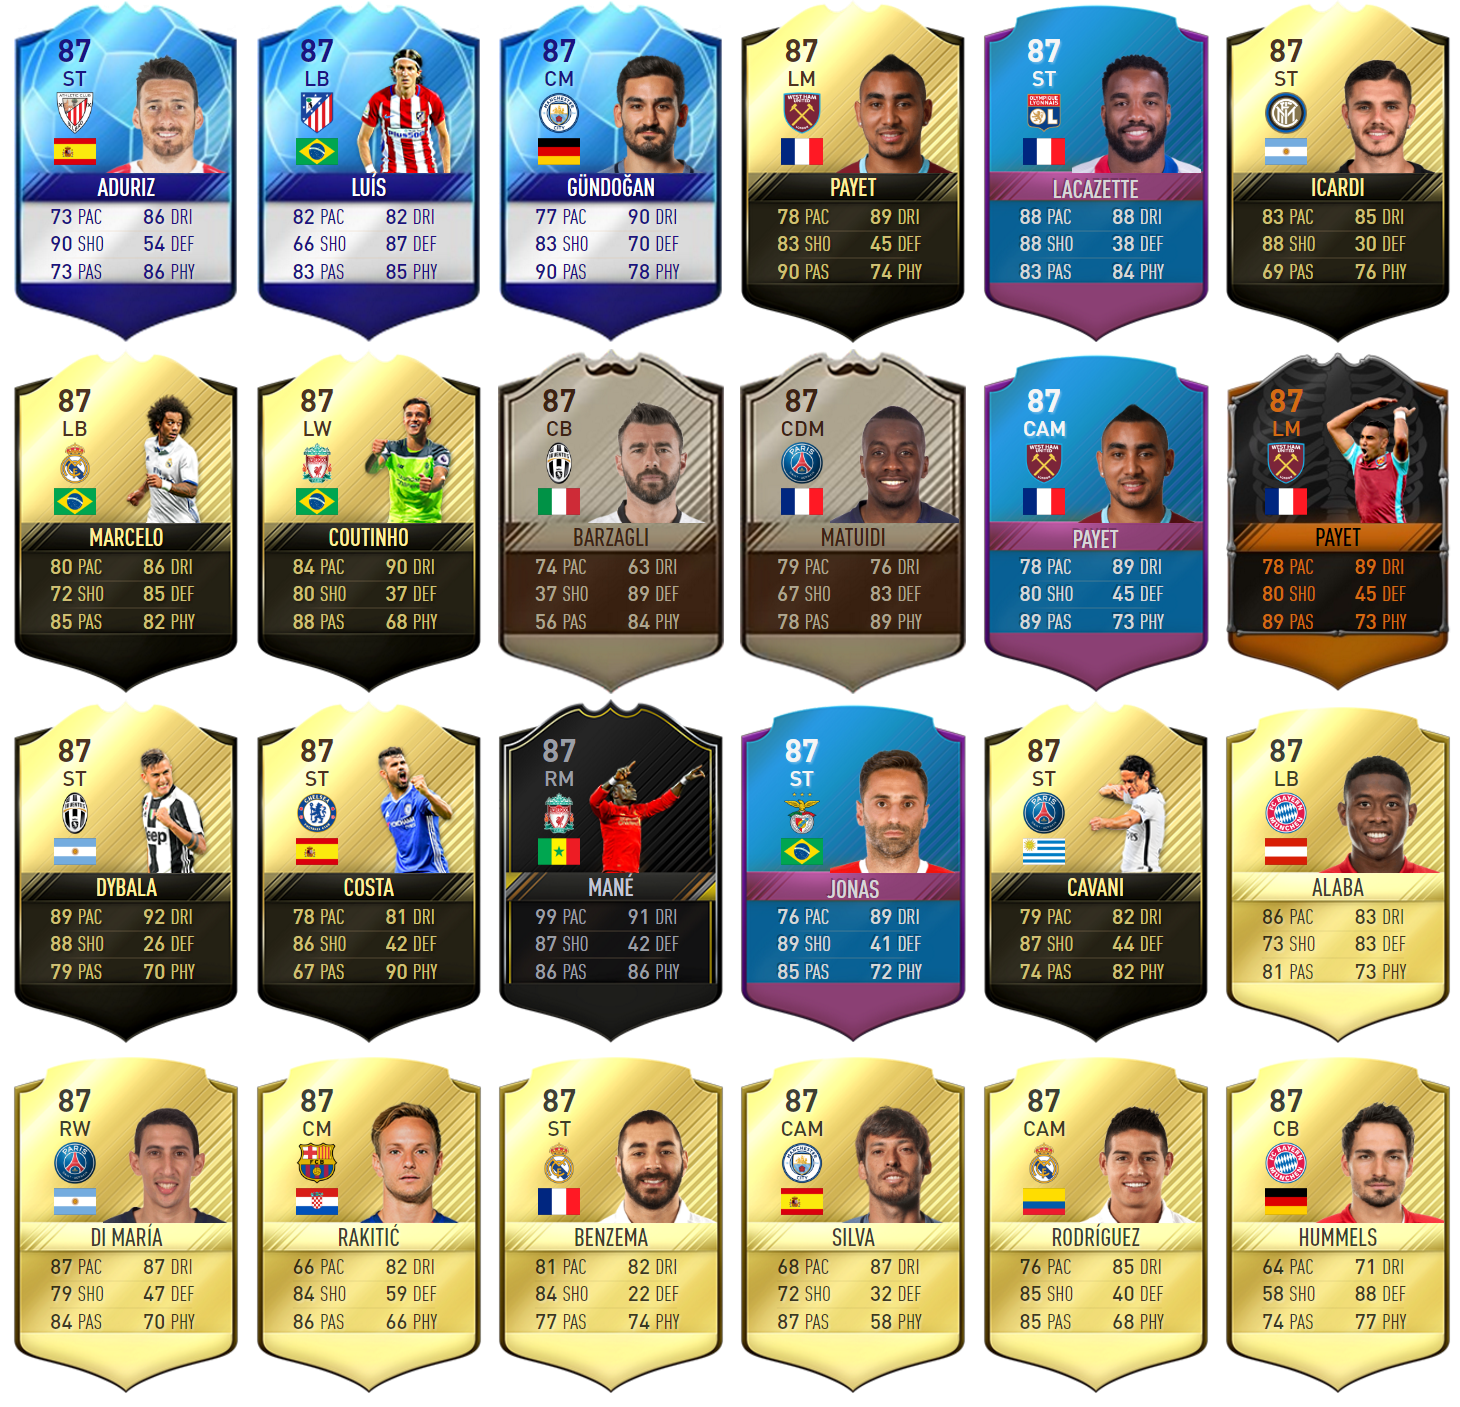 87 87 87 87 87 87
ST LB CM LM ST ST
ADURIZ LUÍS GÜNDOĞAN PAYET LACAZETTE ICARDI
73 PAC 86 DRI 82 PAC 82 DRI 77 PAC 90 DRI 78 PAC 89 DRI 88 PAC 88 DRI 83 PAC 85 DRI
90 SHO 54 DEF 66 SHO 87 DEF 83 SHO 70 DEF 83 SHO 45 DEF 88 SHO 38 DEF 88 SHO 30 DEF
73 PAS 86 PHY 83 PAS 85 PHY 90 PAS 78 PHY 90 PAS 74 PHY 83 PAS 84 PHY 69 PAS 76 PHY
87 87 87 87 87 87
LB LW CB CDM CAM LM
MARCELO COUTINHO BARZAGLI MATUIDI PAYET PAYET
80 PAC 86 DRI 84 PAC 90 DRI 74 PAC 63 DRI 79 PAC 76 DRI 78 PAC 89 DRI 78 PAC 89 DRI
72 SHO 85 DEF 80 SHO 37 DEF 37 SHO 89 DEF 67 SHO 83 DEF 80 SHO 45 DEF 80 SHO 45 DEF
85 PAS 82 PHY 88 PAS 68 PHY 56 PAS 84 PHY 78 PAS 89 PHY 89 PAS 73 PHY 89 PAS 73 PHY
87 87 87 87 87 87
ST ST RM ST ST LB
DYBALA COSTA MANÉ JONAS CAVANI ALABA
89 PAC 92 DRI 78 PAC 81 DRI 99 PAC 91 DRI 76 PAC 89 DRI 79 PAC 82 DRI 86 PAC 83 DRI
88 SHO 26 DEF 86 SHO 42 DEF 87 SHO 42 DEF 89 SHO 41 DEF 87 SHO 44 DEF 73 SHO 83 DEF
79 PAS 70 PHY 67 PAS 90 PHY 86 PAS 86 PHY 85 PAS 72 PHY 74 PAS 82 PHY 81 PAS 73 PHY
87 87 87 87 87 87
RW CM ST CAM CAM CB
DI MARÍA RAKITIĆ BENZEMA SILVA RODRÍGUEZ HUMMELS
87 PAC 87 DRI 66 PAC 82 DRI 81 PAC 82 DRI 68 PAC 87 DRI 76 PAC 85 DRI 64 PAC 71 DRI
79 SHO 47 DEF 84 SHO 59 DEF 84 SHO 22 DEF 72 SHO 32 DEF 85 SHO 40 DEF 58 SHO 88 DEF
84 PAS 70 PHY 86 PAS 66 PHY 77 PAS 74 PHY 87 PAS 58 PHY 85 PAS 68 PHY 74 PAS 77 PHY